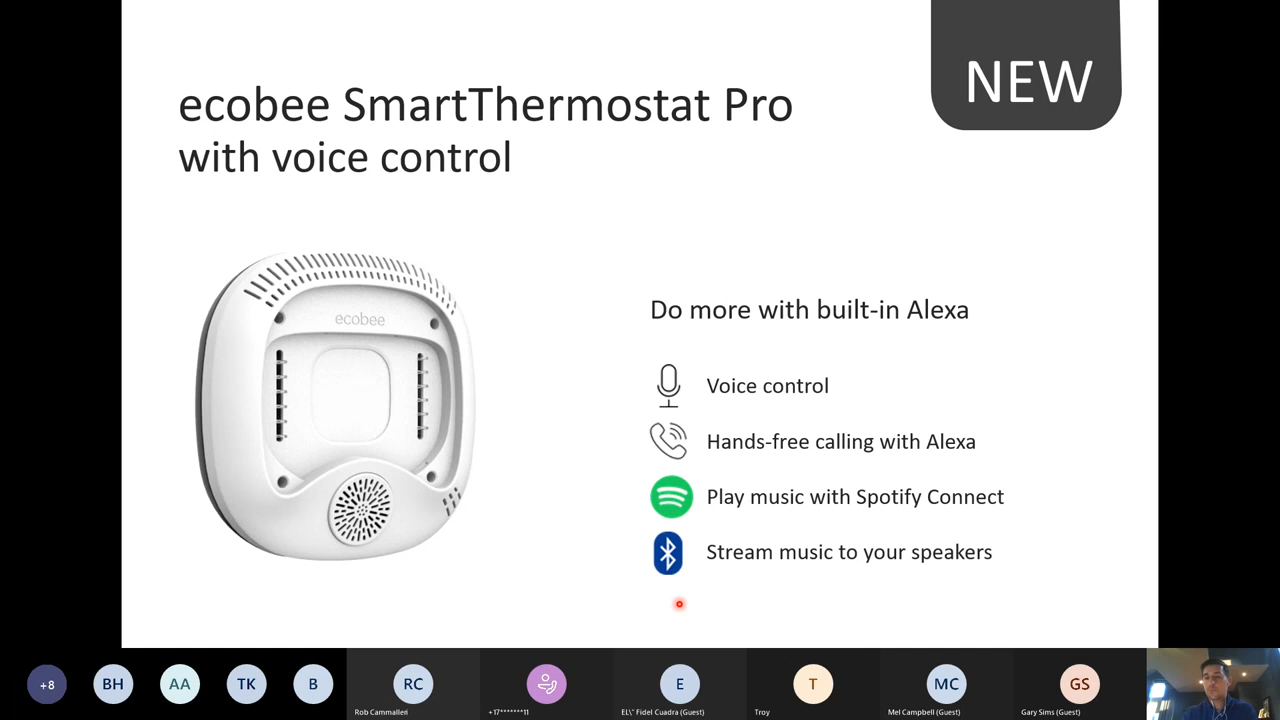 NEW
ecobee SmartThermostat Pro
with voice control
ecobee
Do more with built-in Alexa
Voice control
Hands-free calling with Alexa
Play music with Spotify Connect
Stream music to your speakers
+8
BH
AA
TK
B
RC
E
T
MC
GS
Rob Cammalleri
+17*******11
EL\" Fidel Cuadra (Guest)
Troy
Mel Campbell (Guest)
Gary Sims (Guest)